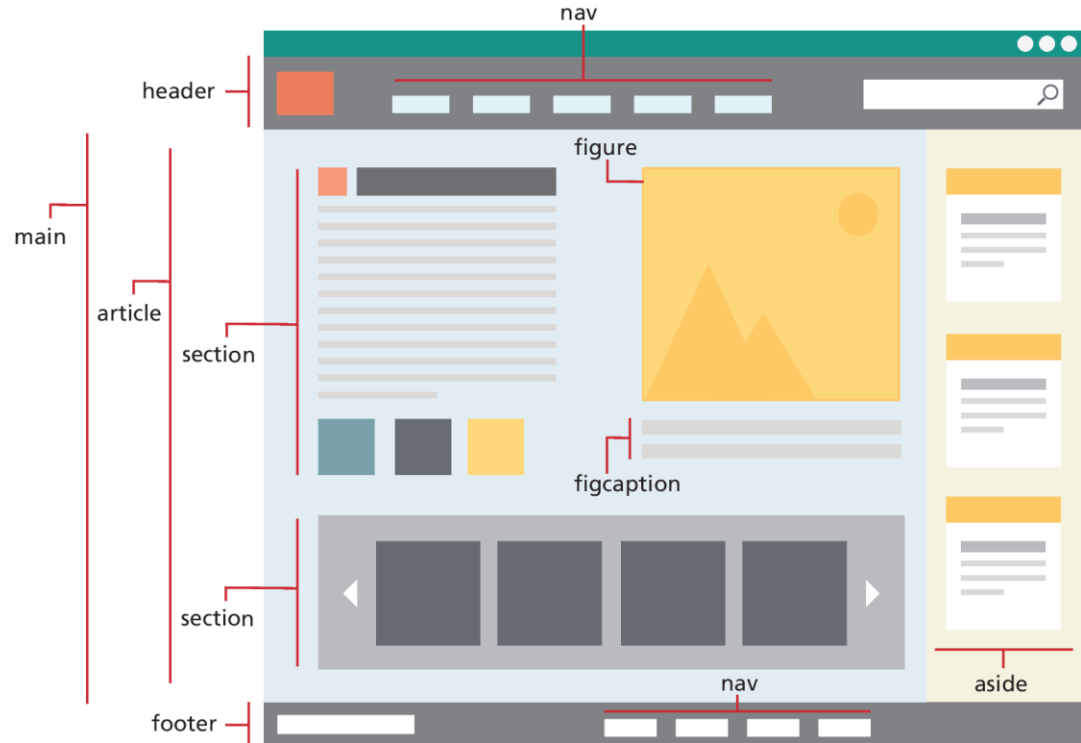 nav
header
figure
main
article
section
figcaption
section
nav
aside
footer